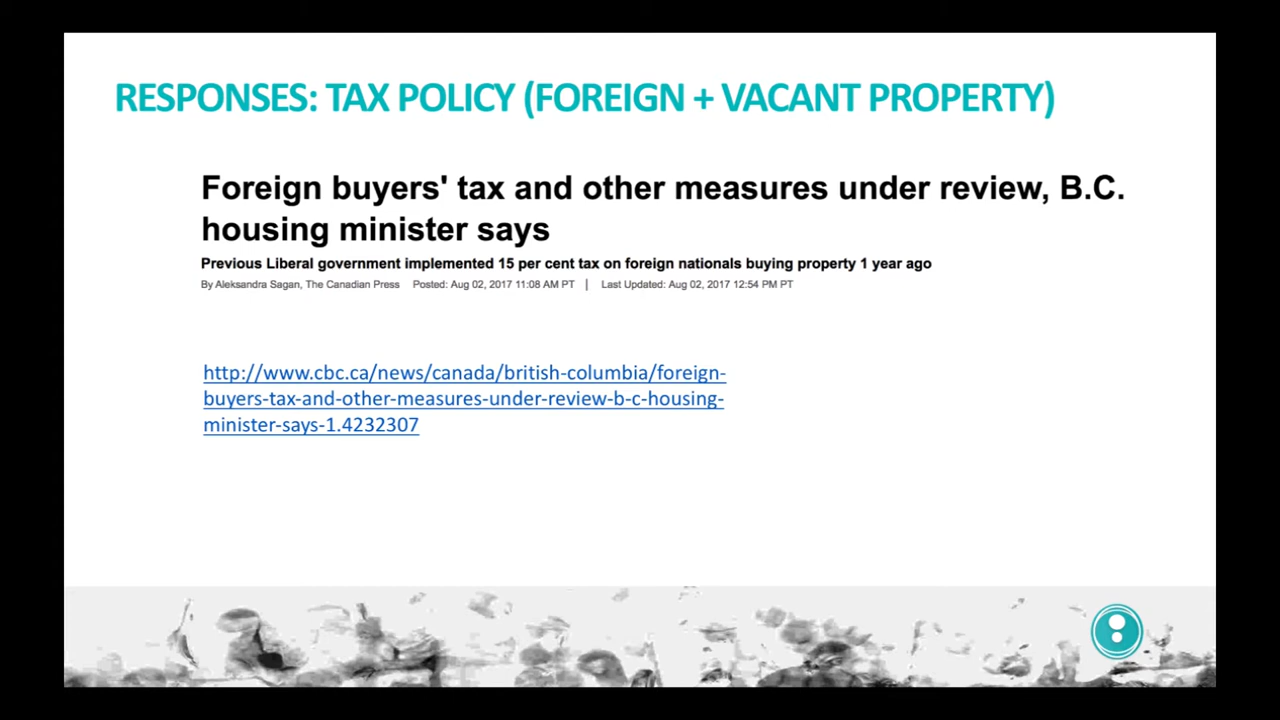 RESPONSES: TAX POLICY (FOREIGN + VACANT PROPERTY)
Foreign buyers' tax and other measures under review, B.C.
housing minister says
Previous Liberal government implemented 15 per cent tax on foreign nationals buying property 1 year ago
By Aleksandra Sagan, The Canadian Press Posted: Aug 02, 2017 11:08 AM PT | Last Updated: Aug 02, 2017 12:54 PM PT
http://www.cbc.ca/news/canada/british-columbia/foreign-
buyers-tax-and-other-measures-under-review-b-c-housing-
minister-says-1.4232307